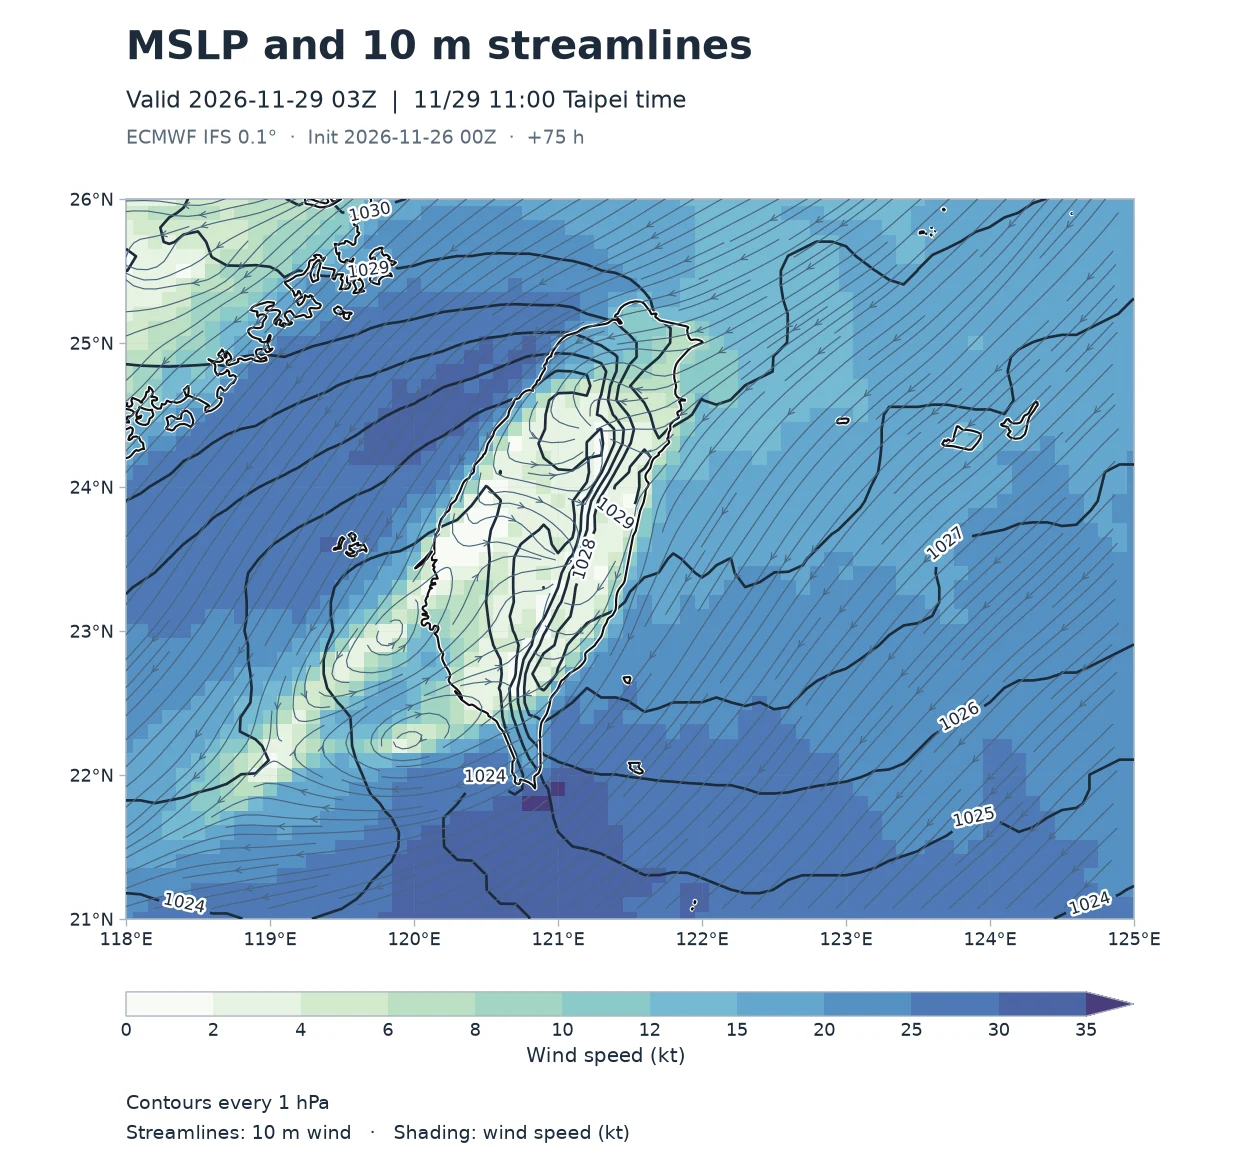 MSLP and 10 m streamlines
Valid 2026-11-29 03Z | 11/29 11:00 Taipei time
ECMWF IFS 0.1° · Init 2026-11-26 00Z · +75 h
26°N
1030
1029
25°N
24°N
1029
1027
1028
23°N
1026
22°N
1024
1025
1024
1024
21°N
118°E 119°E 120°E 121°E 122°E 123°E 124°E 125°E
0 2 4 6 8 10 12 15 20 25 30 35
Wind speed (kt)
Contours every 1 hPa
Streamlines: 10 m wind · Shading: wind speed (kt)